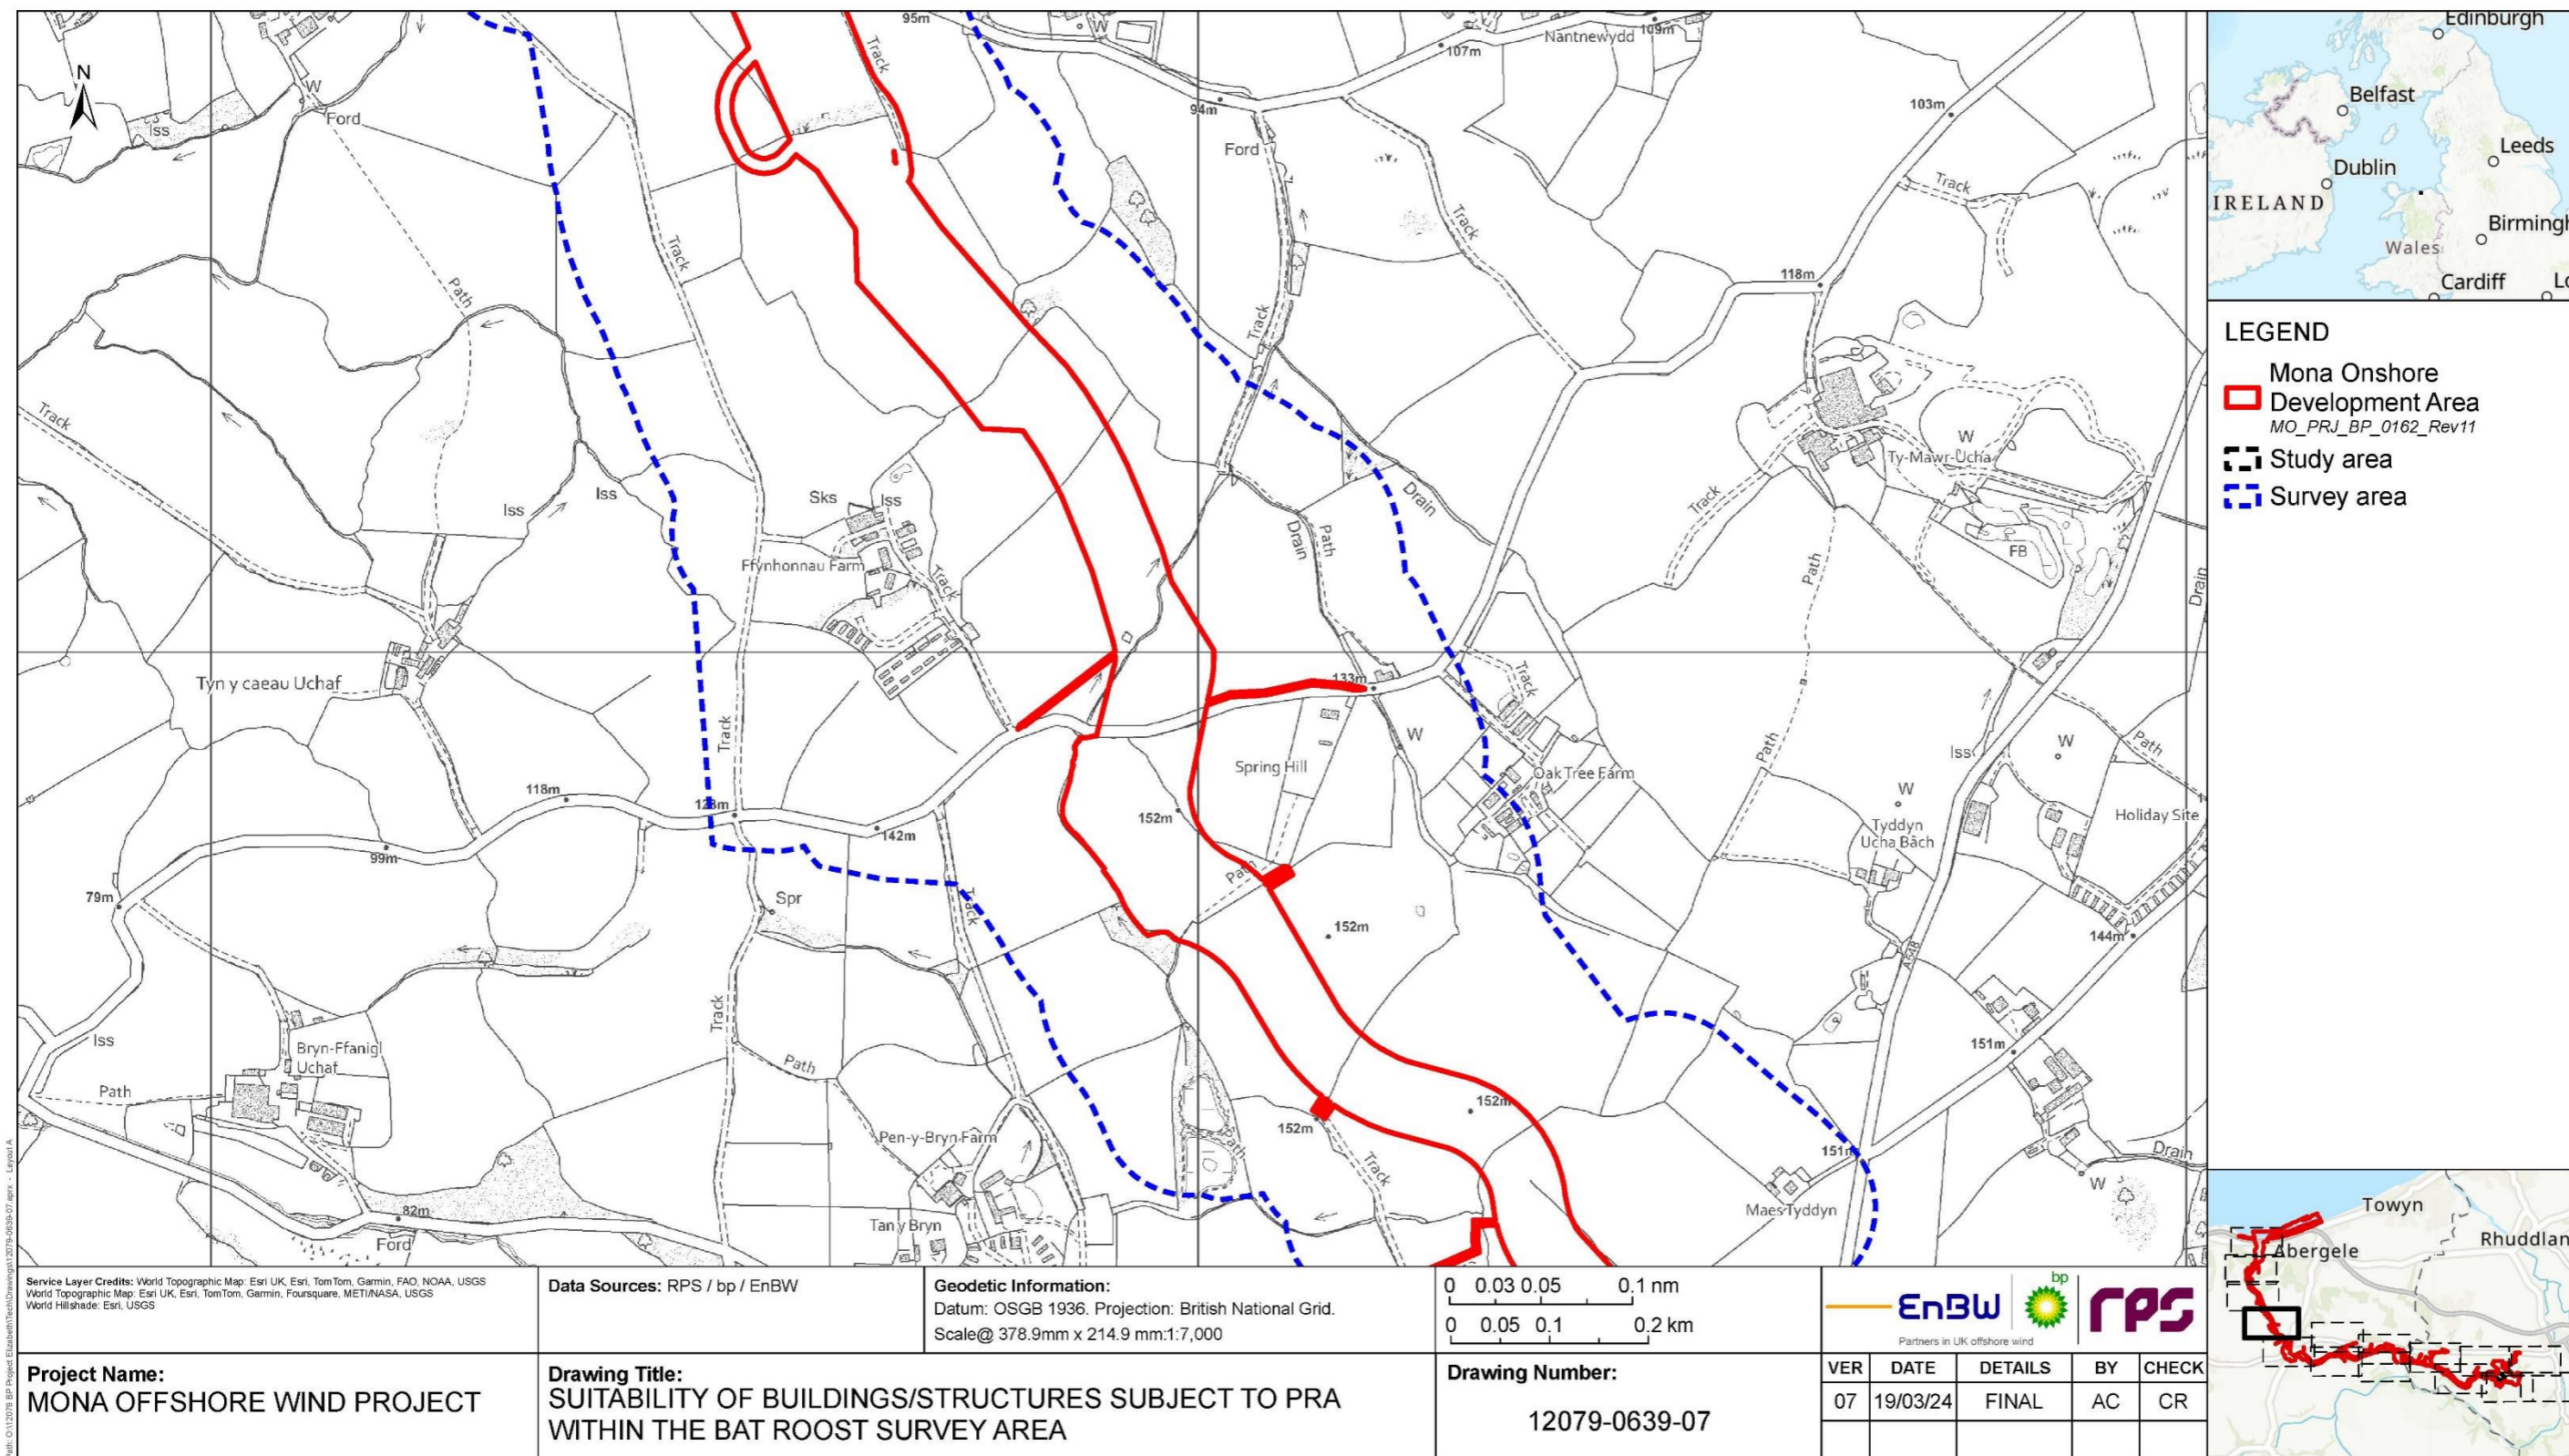 95m
W
Track
Nantnewydd
109m
107m
N
W
Ford
Iss
94m
Ford
103m
Track
Track
Track
Path
118m
Track
Track
W
Ty-Mawr-Ucha
Track
Drain
Sks
Iss
Iss
Iss
Drain
Path
FB
Path
Drain
Ffynhonnau Farm
Track
Tyn y caeau Uchaf
133m
Track
Track
W
Path
Iss
W
Path
Spring Hill
Oak Tree Farm
118m
128m
142m
152m
W
Tyddyn
Ucha Bâch
Holiday Site
99m
79m
Spr
Track
Path
152m
144m
A548
Track
Iss
Bryn-Ffanigl
Uchaf
Path
Path
151m
152m
152m
Pen-y-Bryn Farm
Path
Track
151m
Drain
W
Maes Tyddyn
82m
Ford
Tan y Bryn
Edinburgh
Belfast
Leeds
Dublin
IRELAND
Wales
Cardiff
LEGEND
Mona Onshore
Development Area
MO_PRJ_BP_0162_Rev11
Study area
Survey area
Towyn
Abergele
Rhuddlan
Service Layer Credits: World Topographic Map: Esri UK, Esri, TomTom, Garmin, FAO, NOAA, USGS
World Topographic Map: Esri UK, Esri, TomTom, Garmin, Foursquare, METI/NASA, USGS
World Hillshade: Esri, USGS
Data Sources: RPS / bp / EnBW
Geodetic Information:
Datum: OSGB 1936. Projection: British National Grid.
Scale@ 378.9mm x 214.9 mm:1:7,000
0 0.03 0.05 0.1 nm
0 0.05 0.1 0.2 km
EnBW
Partners in UK offshore wind
bp
rps
Project Name:
MONA OFFSHORE WIND PROJECT
Drawing Title:
SUITABILITY OF BUILDINGS/STRUCTURES SUBJECT TO PRA
WITHIN THE BAT ROOST SURVEY AREA
Drawing Number:
12079-0639-07
VER DATE DETAILS BY CHECK
07 19/03/24 FINAL AC CR